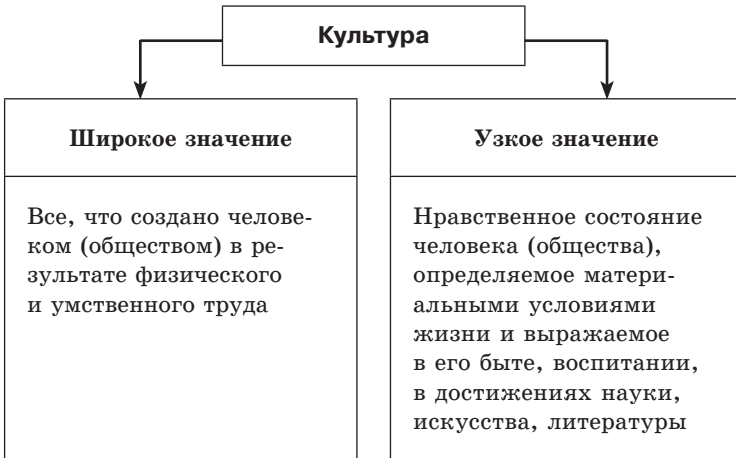 Культура
Широкое значение
Все, что создано челове-
ком (обществом) в ре-
зультате физического
и умственного труда
Узкое значение
Нравственное состояние
человека (общества),
определяемое матери-
альными условиями
жизни и выражаемое
в его быте, воспитании,
в достижениях науки,
искусства, литературы